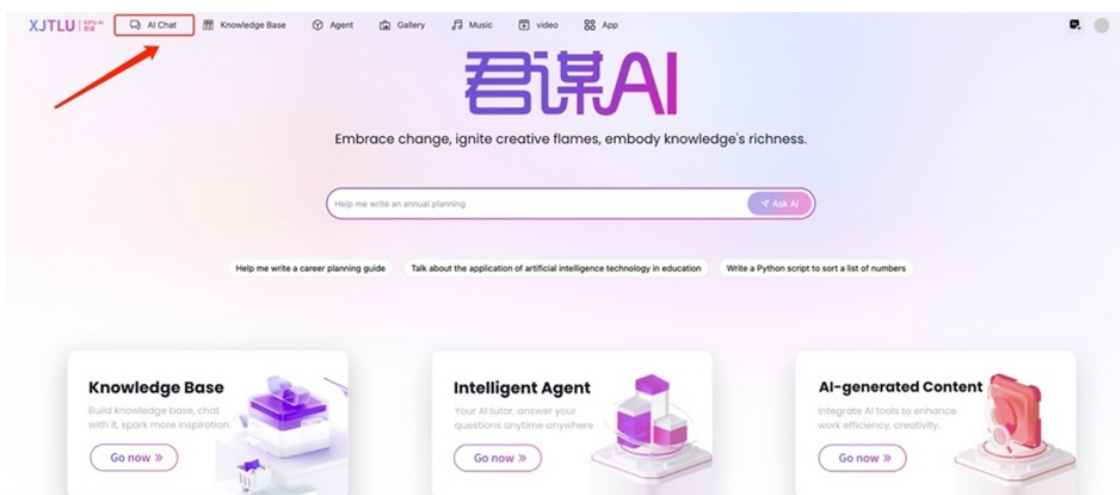 XJTLU XIPU AI 君谋 AI Chat Knowledge Base Agent Gallery Music video App
君谋AI
Embrace change, ignite creative flames, embody knowledge's richness.
Help me write an annual planning Ask AI
Help me write a career planning guide Talk about the application of artificial intelligence technology in education Write a Python script to sort a list of numbers
Knowledge Base
Build knowledge base, chat
with it, spark more inspiration.
Go now »
Intelligent Agent
Your AI tutor, answer your
questions anytime anywhere
Go now »
AI-generated Content
Integrate AI tools to enhance
work efficiency, creativity.
Go now »